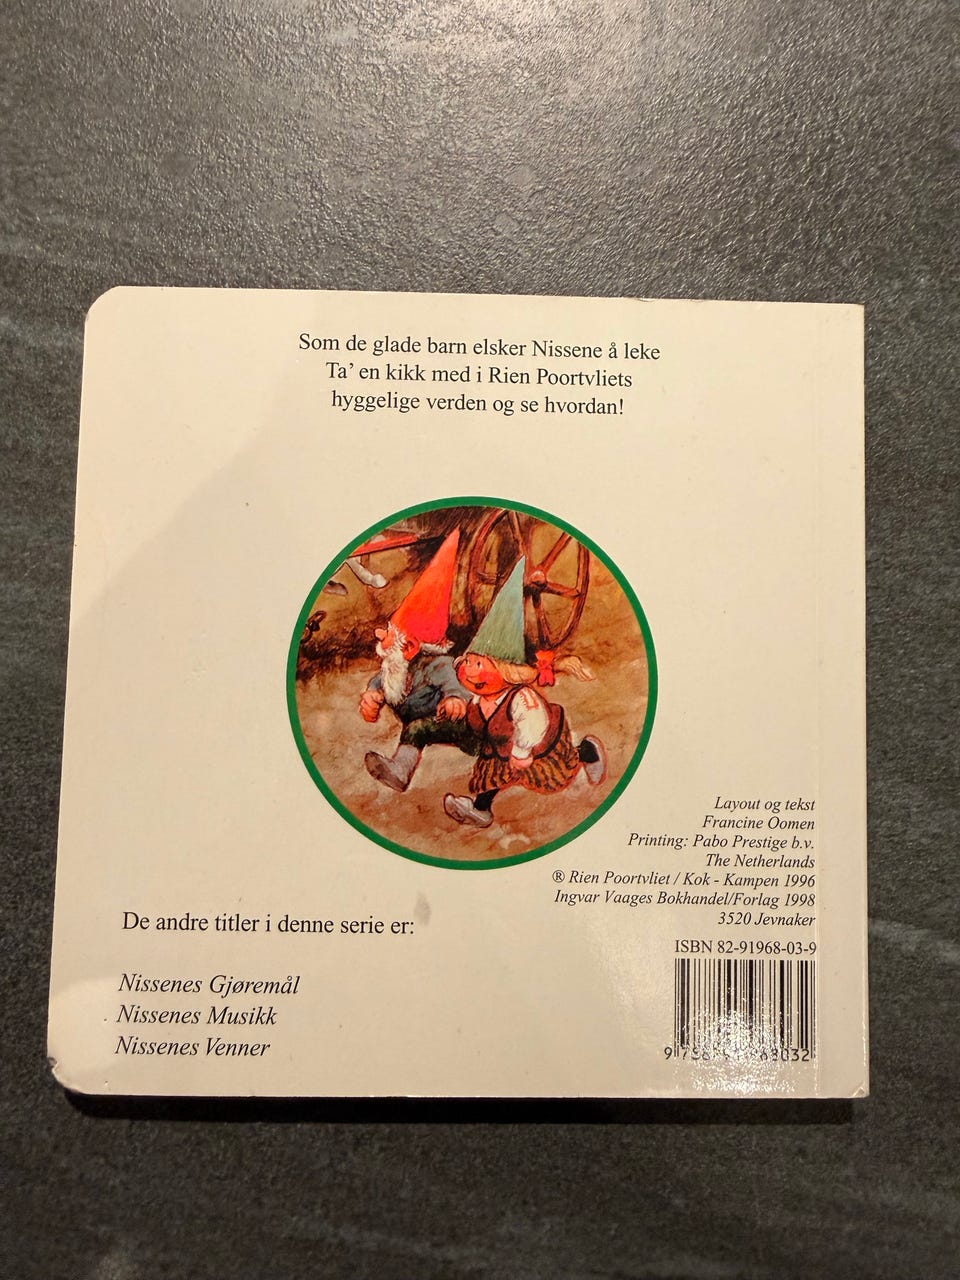 Som de glade barn elsker Nissene å leke
Ta' en kikk med i Rien Poortvliets
hyggelige verden og se hvordan!
Layout og tekst
Francine Oomen
Printing: Pabo Prestige b.v.
The Netherlands
® Rien Poortvliet / Kok - Kampen 1996
Ingvar Vaages Bokhandel/Forlag 1998
3520 Jevnaker
De andre titler i denne serie er:
Nissenes Gjøremål
Nissenes Musikk
Nissenes Venner
ISBN 82-91968-03-9